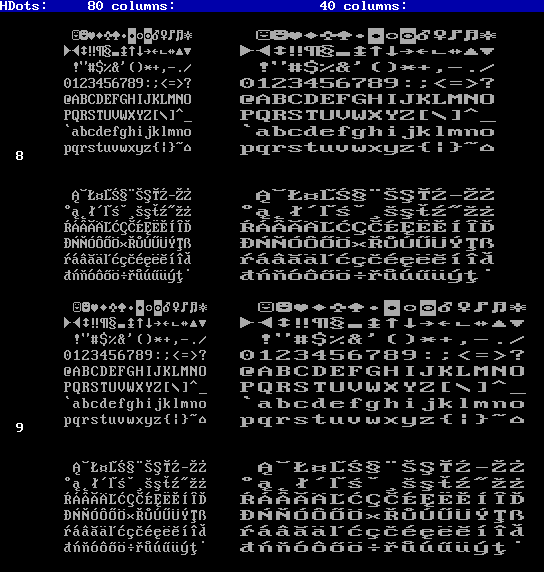 HDots: 80 columns: 40 columns:
☺☻♥♦♣♠•◘○◙♂♀♪♫☼ ☺☻♥♦♣♠•◘○◙♂♀♪♫☼
►◄↕‼¶§▬↨↑↓→←∟↔▲▼ ►◄↕‼¶§▬↨↑↓→←∟↔▲▼
!"#$%&'()*+,-./ !"#$%&'()*+,-./
0123456789:;<=>? 0123456789:;<=>?
@ABCDEFGHIJKLMNO @ABCDEFGHIJKLMNO
PQRSTUVWXYZ[\]^_ PQRSTUVWXYZ[\]^_
`abcdefghijklmno `abcdefghijklmno
pqrstuvwxyz{¦}~⌂ pqrstuvwxyz{¦}~⌂
8
Ą˘Ł¤ĽŚ§¨ŠŞŤŹ-ŽŻ Ą˘Ł¤ĽŚ§¨ŠŞŤŹ-ŽŻ
°ą˛ł´ľśˇ¸šşťź˝žż °ą˛ł´ľśˇ¸šşťź˝žż
ŔÁÂĂÄĹĆÇČÉĘËĚÍÎĎ ŔÁÂĂÄĹĆÇČÉĘËĚÍÎĎ
ĐŃŇÓÔŐÖ×ŘŮÚŰÜÝŢß ĐŃŇÓÔŐÖ×ŘŮÚŰÜÝŢß
ŕáâăäĺćçčéęëěíîď ŕáâăäĺćçčéęëěíîď
đńňóôőö÷řůúűüýţ˙ đńňóôőö÷řůúűüýţ˙
☺☻♥♦♣♠•◘○◙♂♀♪♫☼ ☺☻♥♦♣♠•◘○◙♂♀♪♫☼
►◄↕‼¶§▬↨↑↓→←∟↔▲▼ ►◄↕‼¶§▬↨↑↓→←∟↔▲▼
!"#$%&'()*+,-./ !"#$%&'()*+,-./
0123456789:;<=>? 0123456789:;<=>?
@ABCDEFGHIJKLMNO @ABCDEFGHIJKLMNO
PQRSTUVWXYZ[\]^_ PQRSTUVWXYZ[\]^_
`abcdefghijklmno `abcdefghijklmno
pqrstuvwxyz{¦}~⌂ pqrstuvwxyz{¦}~⌂
9
Ą˘Ł¤ĽŚ§¨ŠŞŤŹ-ŽŻ Ą˘Ł¤ĽŚ§¨ŠŞŤŹ-ŽŻ
°ą˛ł´ľśˇ¸šşťź˝žż °ą˛ł´ľśˇ¸šşťź˝žż
ŔÁÂĂÄĹĆÇČÉĘËĚÍÎĎ ŔÁÂĂÄĹĆÇČÉĘËĚÍÎĎ
ĐŃŇÓÔŐÖ×ŘŮÚŰÜÝŢß ĐŃŇÓÔŐÖ×ŘŮÚŰÜÝŢß
ŕáâăäĺćçčéęëěíîď ŕáâăäĺćçčéęëěíîď
đńňóôőö÷řůúűüýţ˙ đńňóôőö÷řůúűüýţ˙